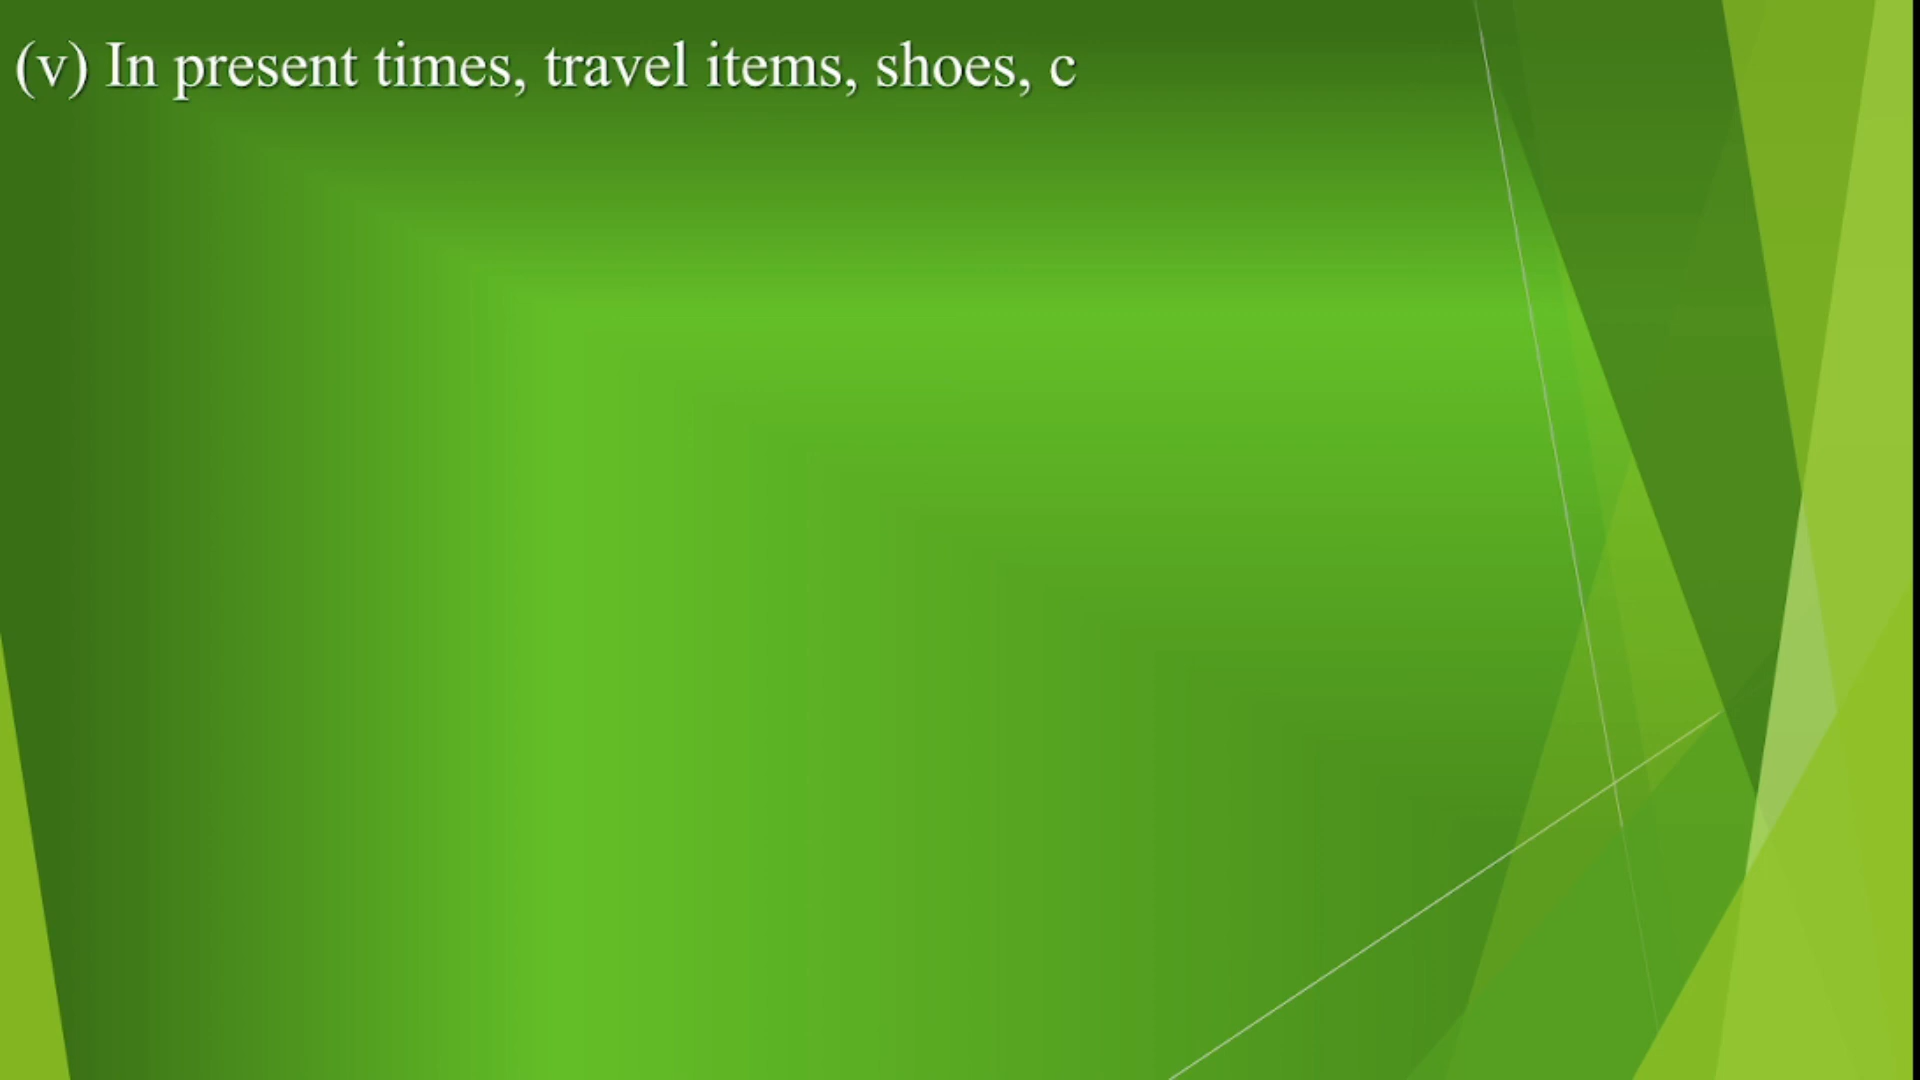 (v) In present times, travel items, shoes, c